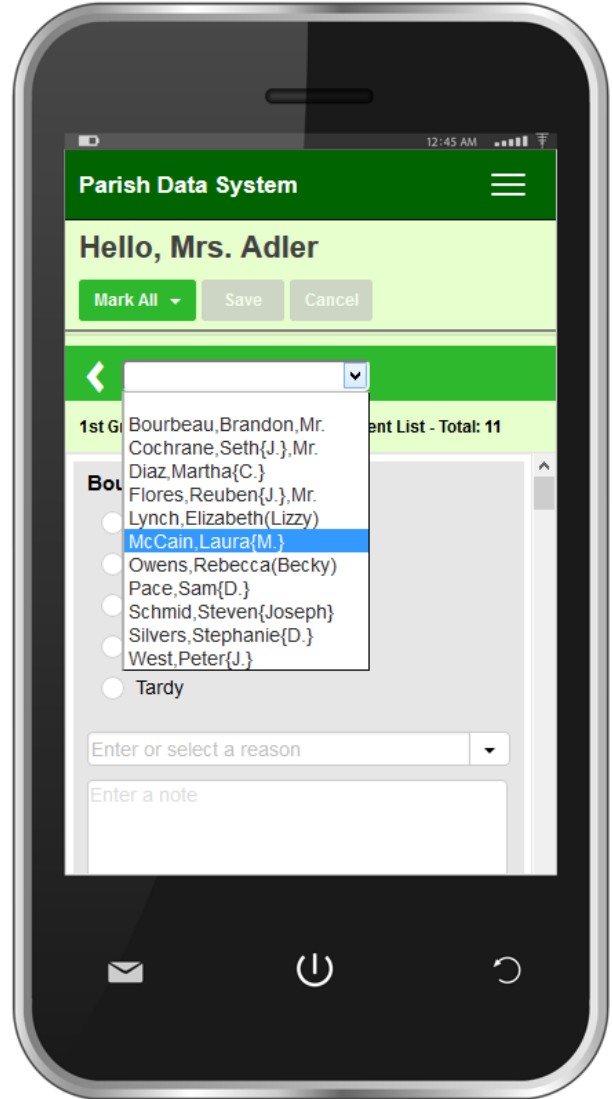 12:45 AM
Parish Data System
Hello, Mrs. Adler
Mark All Save Cancel
1st G ent List - Total: 11
Bourbeau,Brandon,Mr.
Cochrane,Seth{J.},Mr.
Diaz,Martha{C.}
Flores,Reuben{J.},Mr.
Lynch,Elizabeth(Lizzy)
McCain,Laura{M.}
Owens,Rebecca(Becky)
Pace,Sam{D.}
Schmid,Steven{Joseph}
Silvers,Stephanie{D.}
West,Peter{J.}
Bou
Tardy
Enter or select a reason
Enter a note